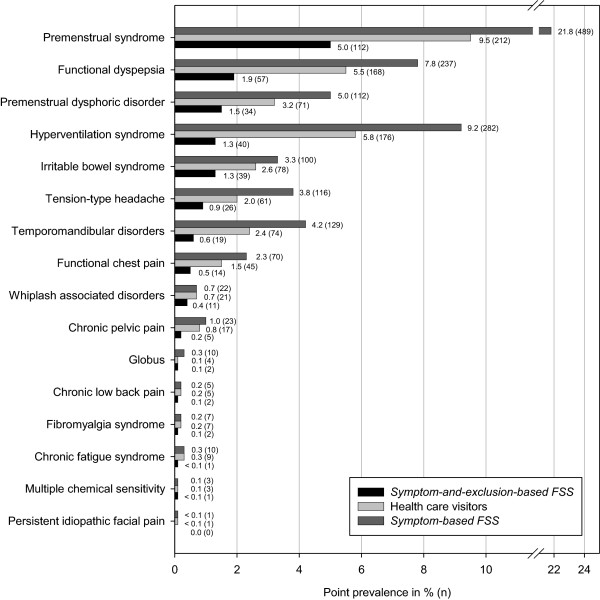 Premenstrual syndrome
21.8 (489)
9.5 (212)
5.0 (112)
Functional dyspepsia
7.8 (237)
5.5 (168)
1.9 (57)
Premenstrual dysphoric disorder
5.0 (112)
3.2 (71)
1.5 (34)
Hyperventilation syndrome
9.2 (282)
5.8 (176)
1.3 (40)
Irritable bowel syndrome
3.3 (100)
2.6 (78)
1.3 (39)
Tension-type headache
3.8 (116)
2.0 (61)
0.9 (26)
Temporomandibular disorders
4.2 (129)
2.4 (74)
0.6 (19)
Functional chest pain
2.3 (70)
1.5 (45)
0.5 (14)
Whiplash associated disorders
0.7 (22)
0.7 (21)
0.4 (11)
Chronic pelvic pain
1.0 (23)
0.8 (17)
0.2 (5)
Globus
0.3 (10)
0.1 (4)
0.1 (2)
Chronic low back pain
0.2 (5)
0.2 (5)
0.1 (2)
Fibromyalgia syndrome
0.2 (7)
0.2 (7)
0.1 (2)
Chronic fatigue syndrome
0.3 (10)
0.3 (9)
< 0.1 (1)
Multiple chemical sensitivity
0.1 (3)
0.1 (3)
< 0.1 (1)
Persistent idiopathic facial pain
< 0.1 (1)
< 0.1 (1)
0.0 (0)
Symptom-and-exclusion-based FSS
Health care visitors
Symptom-based FSS
0 2 4 6 8 10 22 24
Point prevalence in % (n)